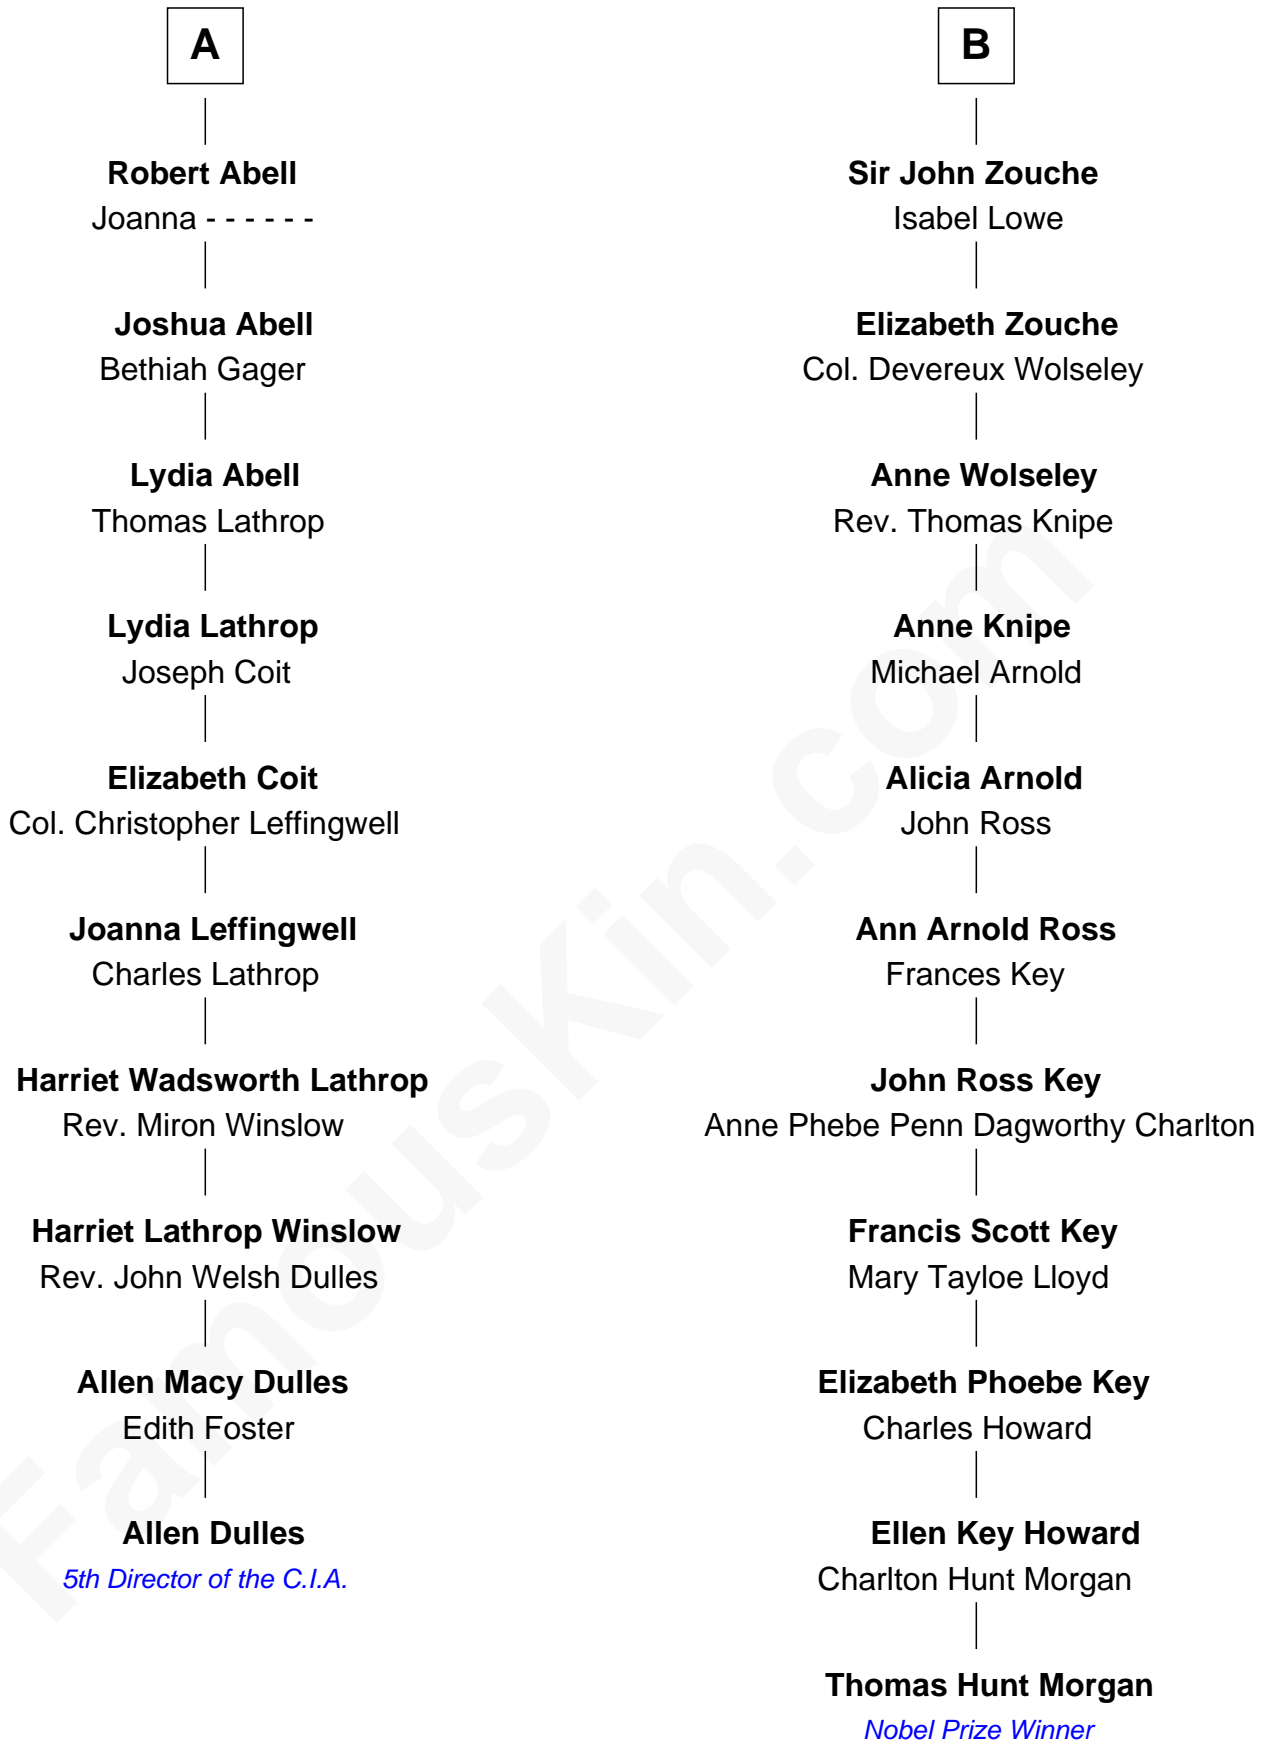 A
Robert Abell
Joanna - - - - - -
Joshua Abell
Bethiah Gager
Lydia Abell
Thomas Lathrop
Lydia Lathrop
Joseph Coit
Elizabeth Coit
Col. Christopher Leffingwell
Joanna Leffingwell
Charles Lathrop
Harriet Wadsworth Lathrop
Rev. Miron Winslow
Harriet Lathrop Winslow
Rev. John Welsh Dulles
Allen Macy Dulles
Edith Foster
Allen Dulles
5th Director of the C.I.A.
B
Sir John Zouche
Isabel Lowe
Elizabeth Zouche
Col. Devereux Wolseley
Anne Wolseley
Rev. Thomas Knipe
Anne Knipe
Michael Arnold
Alicia Arnold
John Ross
Ann Arnold Ross
Frances Key
John Ross Key
Anne Phebe Penn Dagworthy Charlton
Francis Scott Key
Mary Tayloe Lloyd
Elizabeth Phoebe Key
Charles Howard
Ellen Key Howard
Charlton Hunt Morgan
Thomas Hunt Morgan
Nobel Prize Winner
FamousKin.com